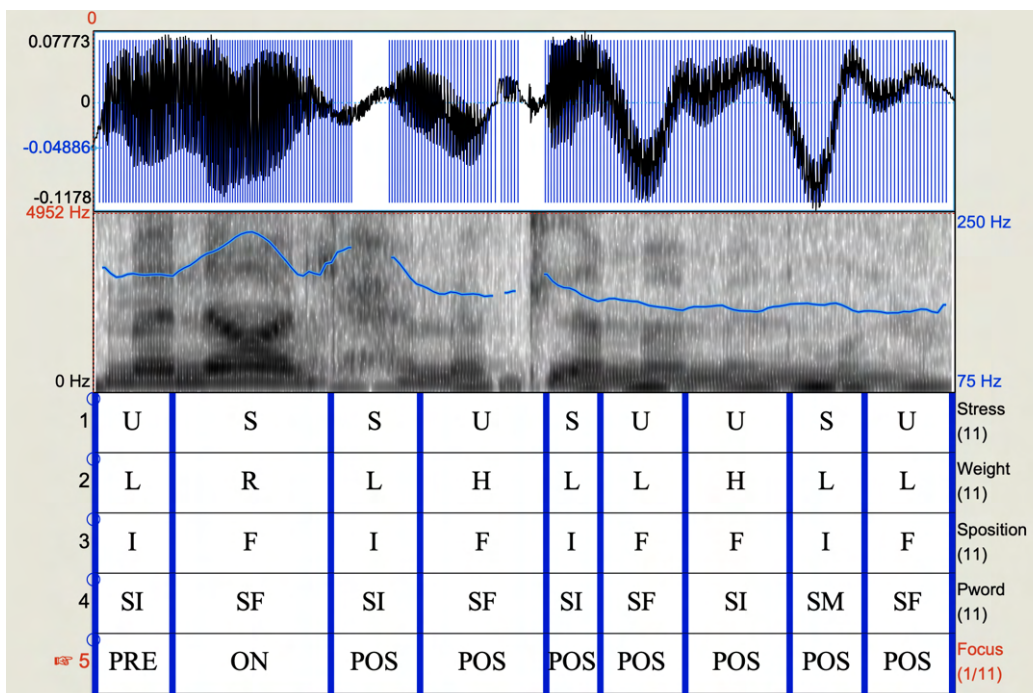 0
0.07773
0
-0.04886
-0.1178
4952 Hz
250 Hz
0 Hz
75 Hz
1 U S S U S U U S U Stress
(11)
2 L R L H L L H L L Weight
(11)
3 I F I F I F F I F Sposition
(11)
4 SI SF SI SF SI SF SI SM SF Pword
(11)
5 PRE ON POS POS POS POS POS POS POS Focus
(1/11)